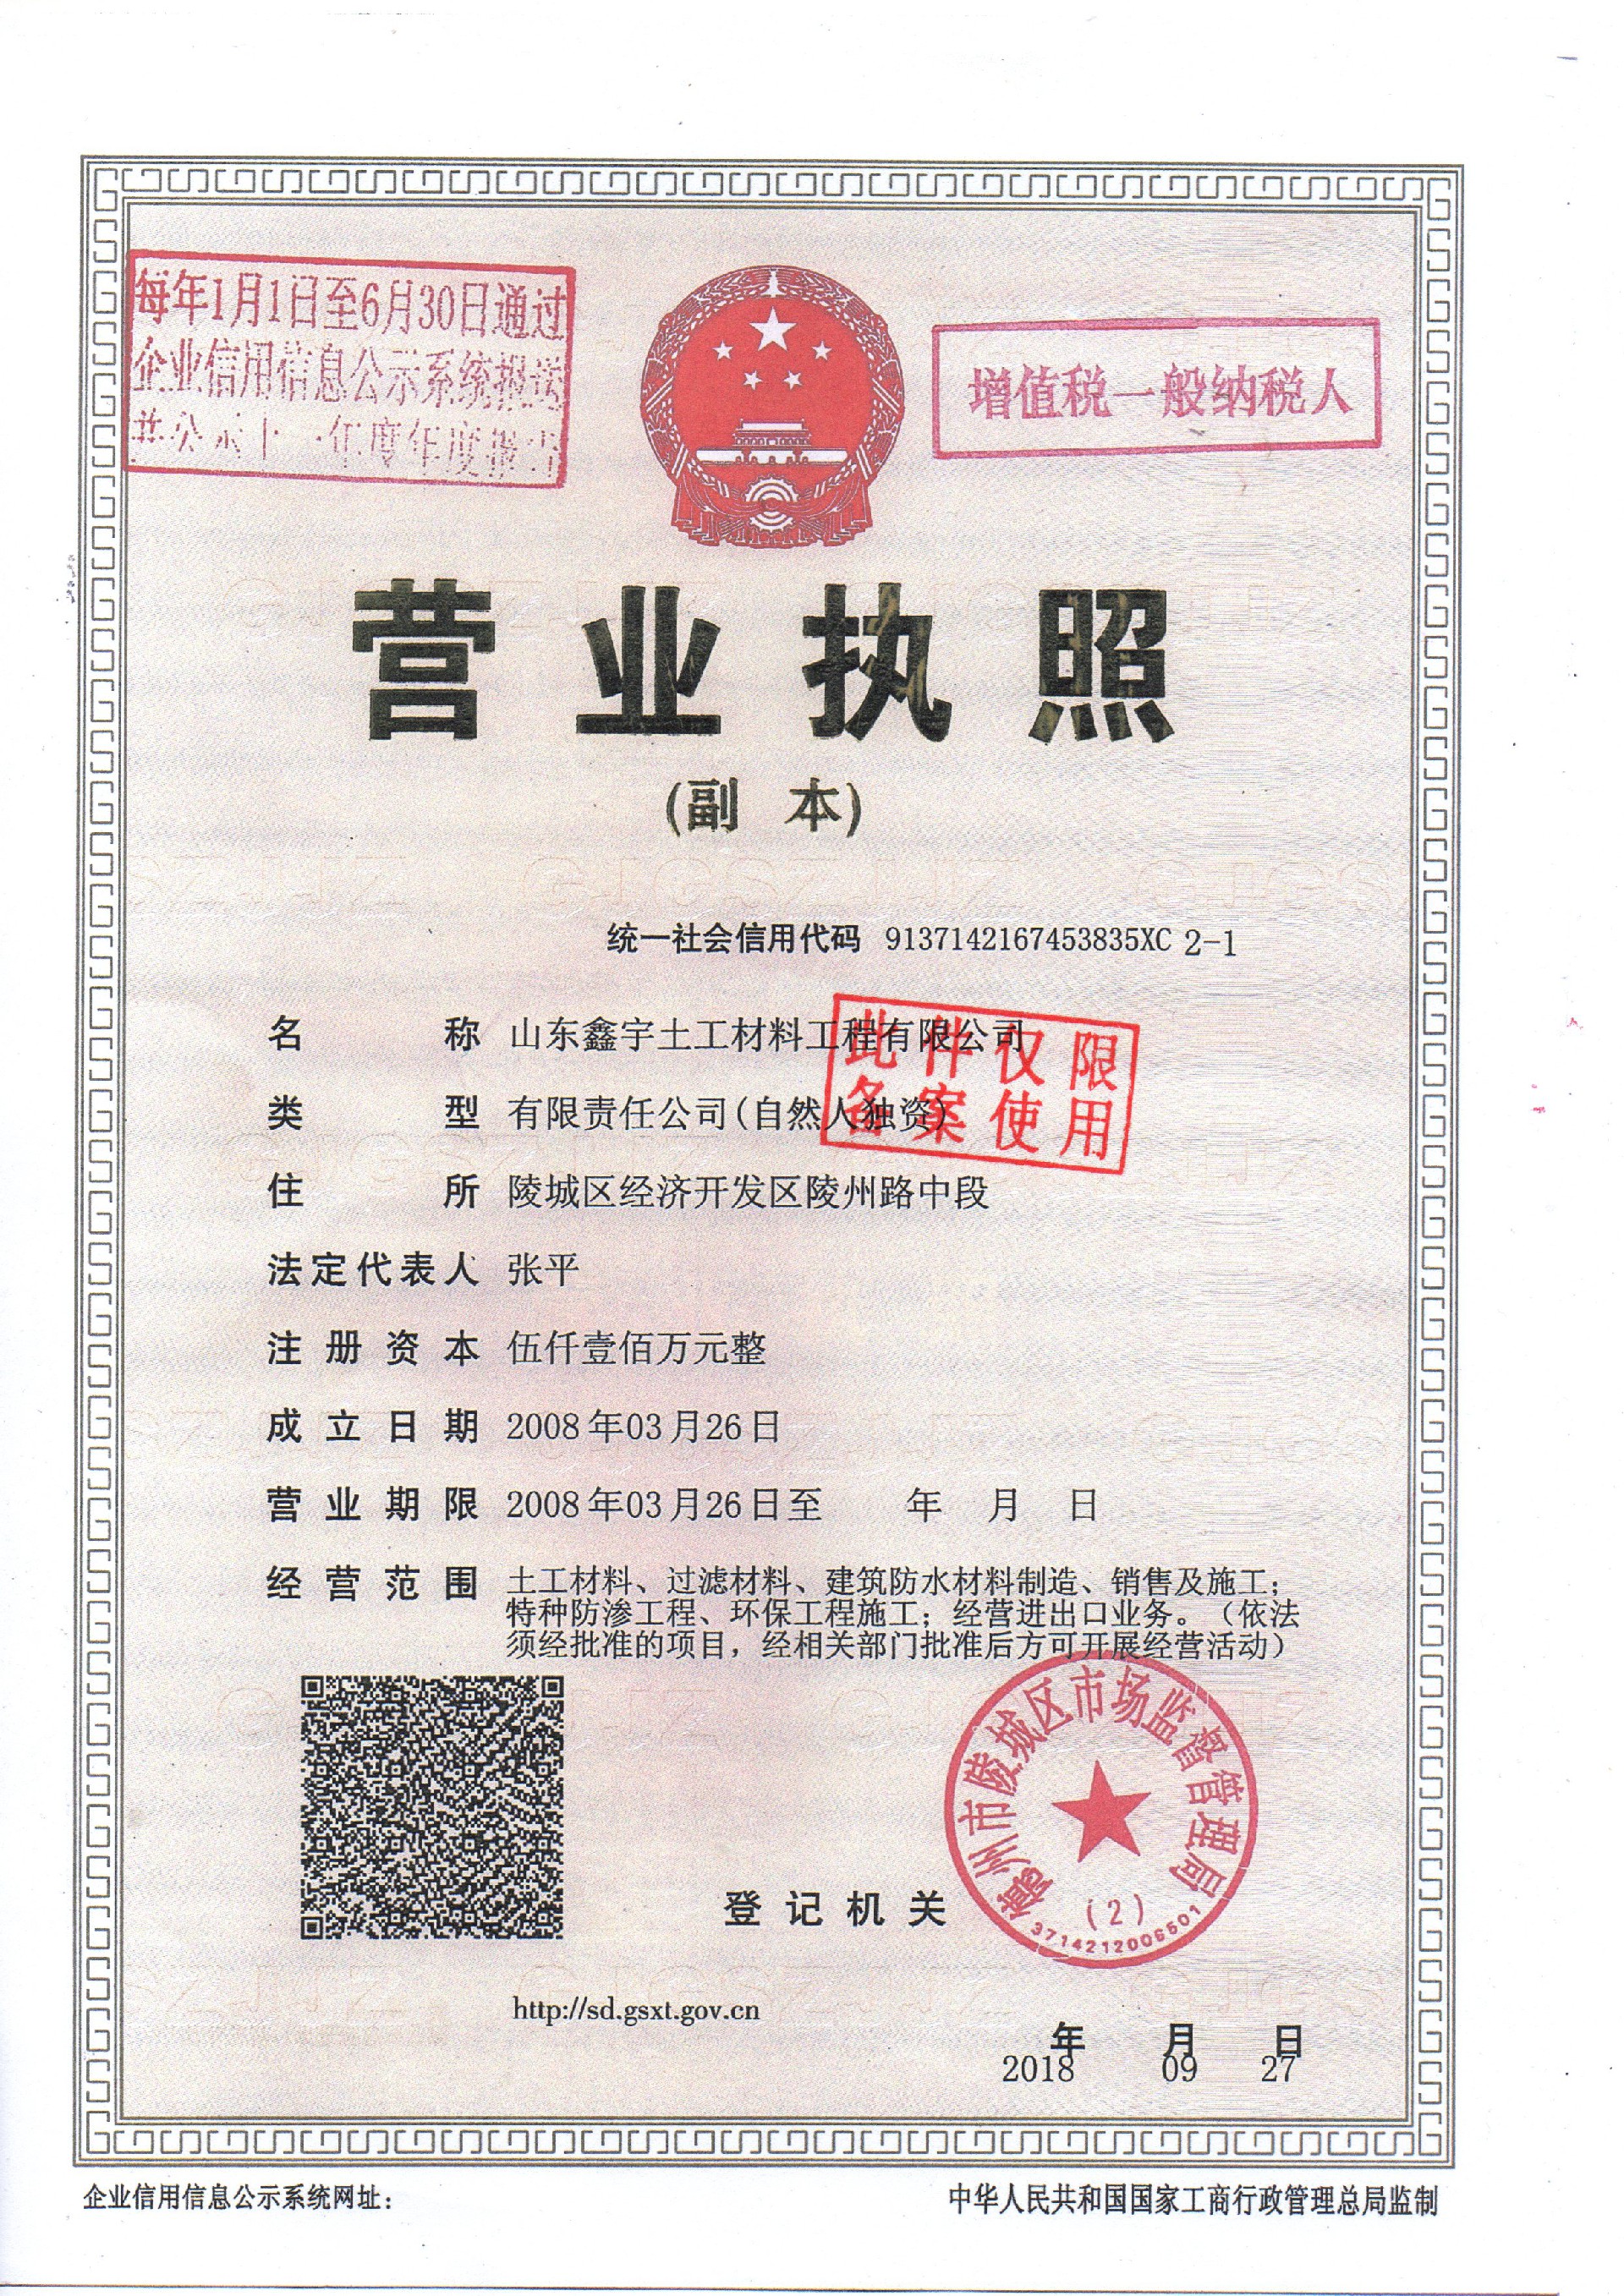 每年1月1日至6月30日通过
企业信用信息公示系统报送
并公示上一年度年度报告
增值税一般纳税人
营业执照
(副 本)
统一社会信用代码 9137142167453835XC 2-1
名 称 山东鑫宇土工材料工程有限公司
类 型 有限责任公司(自然人独资)
此件仅限
备案使用
住 所 陵城区经济开发区陵州路中段
法定代表人 张平
注册资本 伍仟壹佰万元整
成立日期 2008年03月26日
营业期限 2008年03月26日至 年 月 日
经营范围 土工材料、过滤材料、建筑防水材料制造、销售及施工;
特种防渗工程、环保工程施工;经营进出口业务。(依法
须经批准的项目,经相关部门批准后方可开展经营活动)
登记机关
德州市陵城区市场监督管理局
(2)
3714212006501
http://sd.gsxt.gov.cn
年 月 日
2018 09 27
企业信用信息公示系统网址:
中华人民共和国国家工商行政管理总局监制